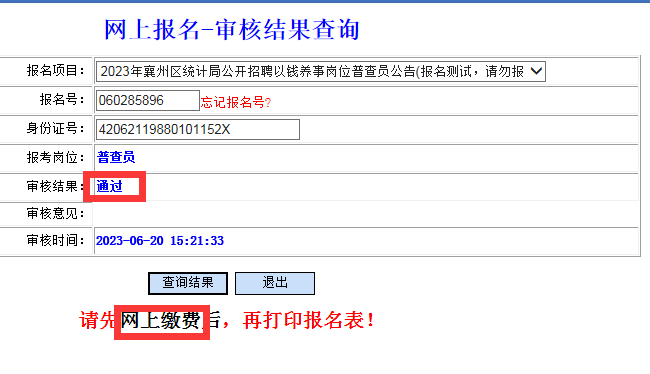 网上报名-审核结果查询
报名项目： 2023年襄州区统计局公开招聘以钱养事岗位普查员公告(报名测试，请勿报
报名号： 060285896 忘记报名号?
身份证号： 42062119880101152X
报考岗位： 普查员
审核结果： 通过
审核意见：
审核时间： 2023-06-20 15:21:33
查询结果 退出
请先网上缴费后，再打印报名表！